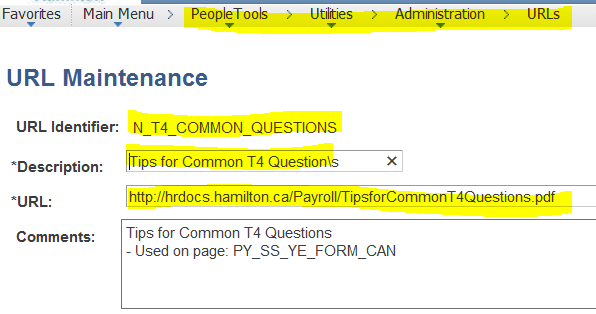 Favorites Main Menu > PeopleTools > Utilities > Administration > URLs
URL Maintenance
URL Identifier: N_T4_COMMON_QUESTIONS
*Description: Tips for Common T4 Question\s ×
*URL: http://hrdocs.hamilton.ca/Payroll/TipsforCommonT4Questions.pdf
Comments: Tips for Common T4 Questions
- Used on page: PY_SS_YE_FORM_CAN